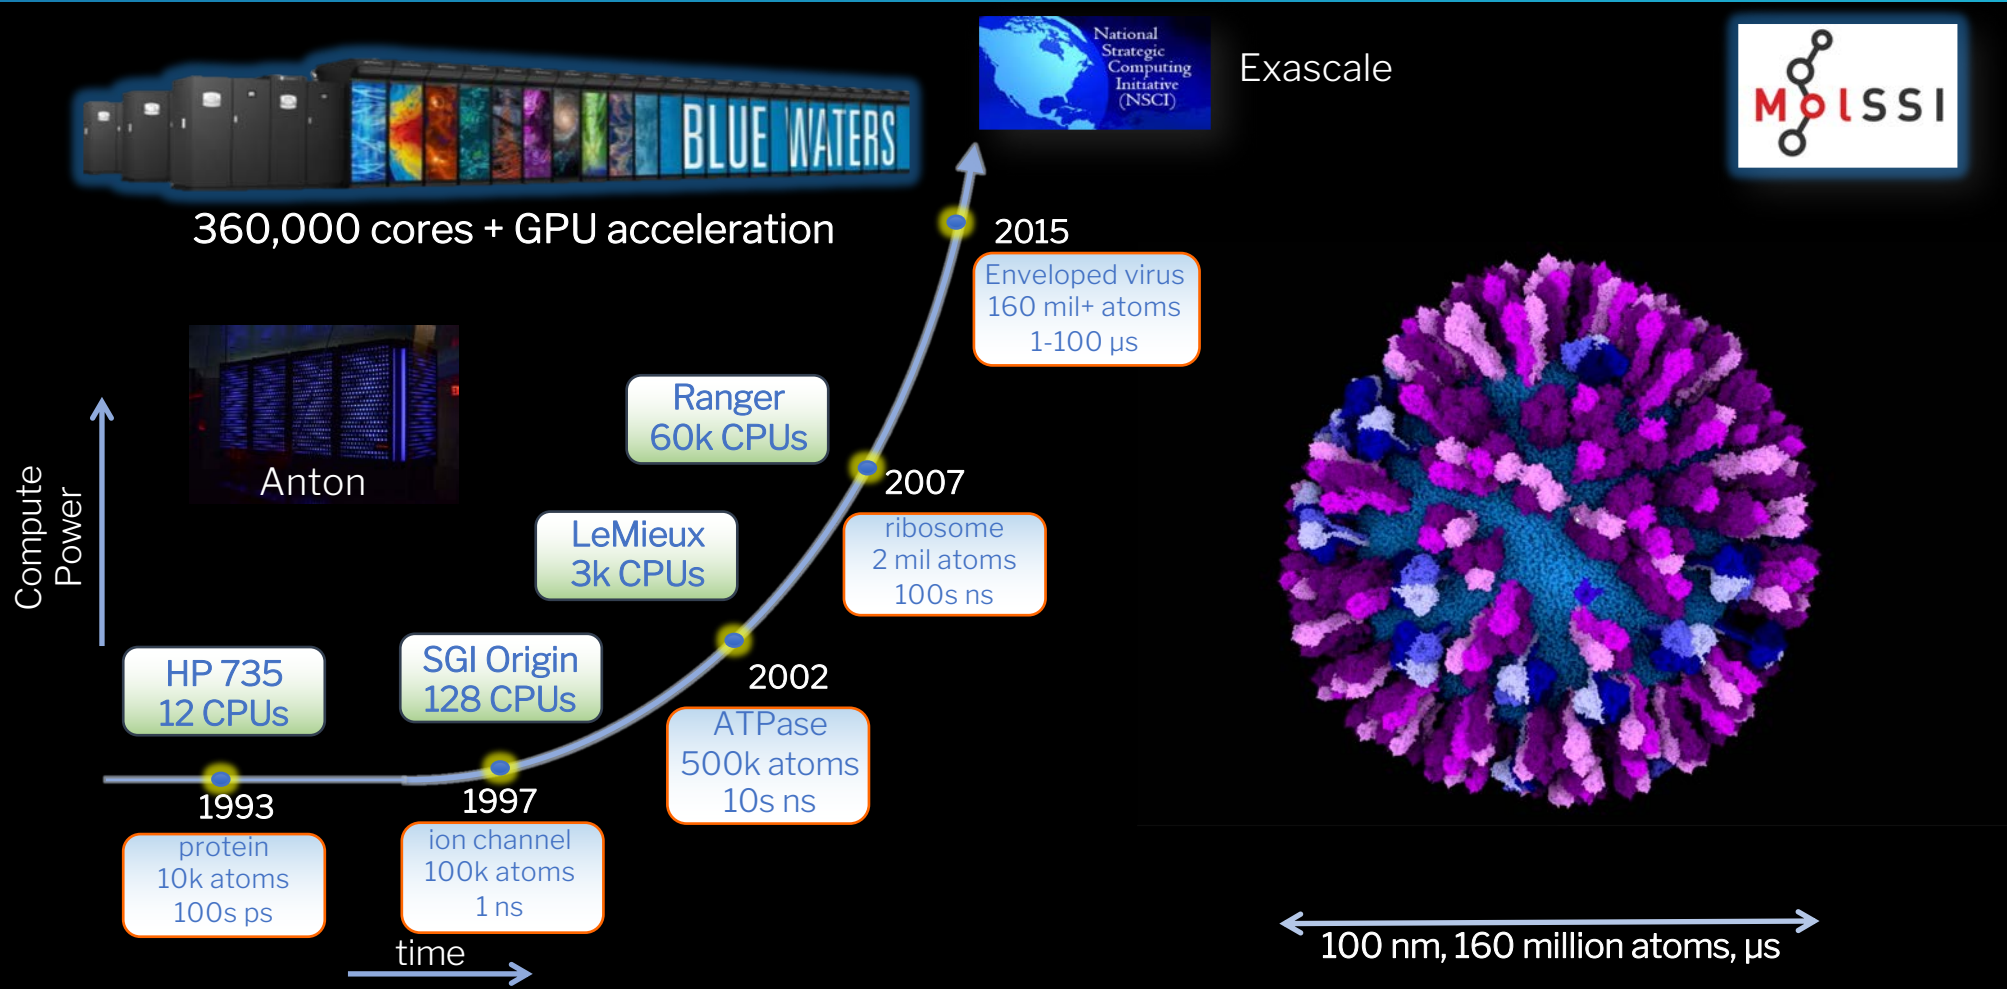 BLUE WATERS
360,000 cores + GPU acceleration
National
Strategic
Computing
Initiative
(NSCI)
Exascale
MolSSI
2015
Enveloped virus
160 mil+ atoms
1-100 µs
Anton
Ranger
60k CPUs
2007
ribosome
2 mil atoms
100s ns
LeMieux
3k CPUs
2002
ATPase
500k atoms
10s ns
Compute
Power
HP 735
12 CPUs
1993
protein
10k atoms
100s ps
SGI Origin
128 CPUs
1997
ion channel
100k atoms
1 ns
time
100 nm, 160 million atoms, µs